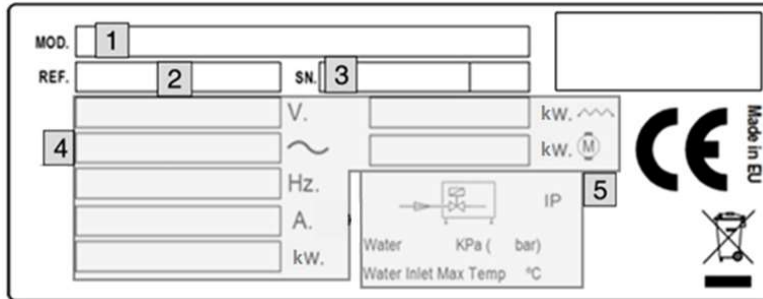 MOD. 1
REF. 2 SN. 3
V. kW.
4 kW. M
Hz. IP 5
A.
Water KPa ( bar)
kW.
Water Inlet Max Temp ºC
CE
Made in EU